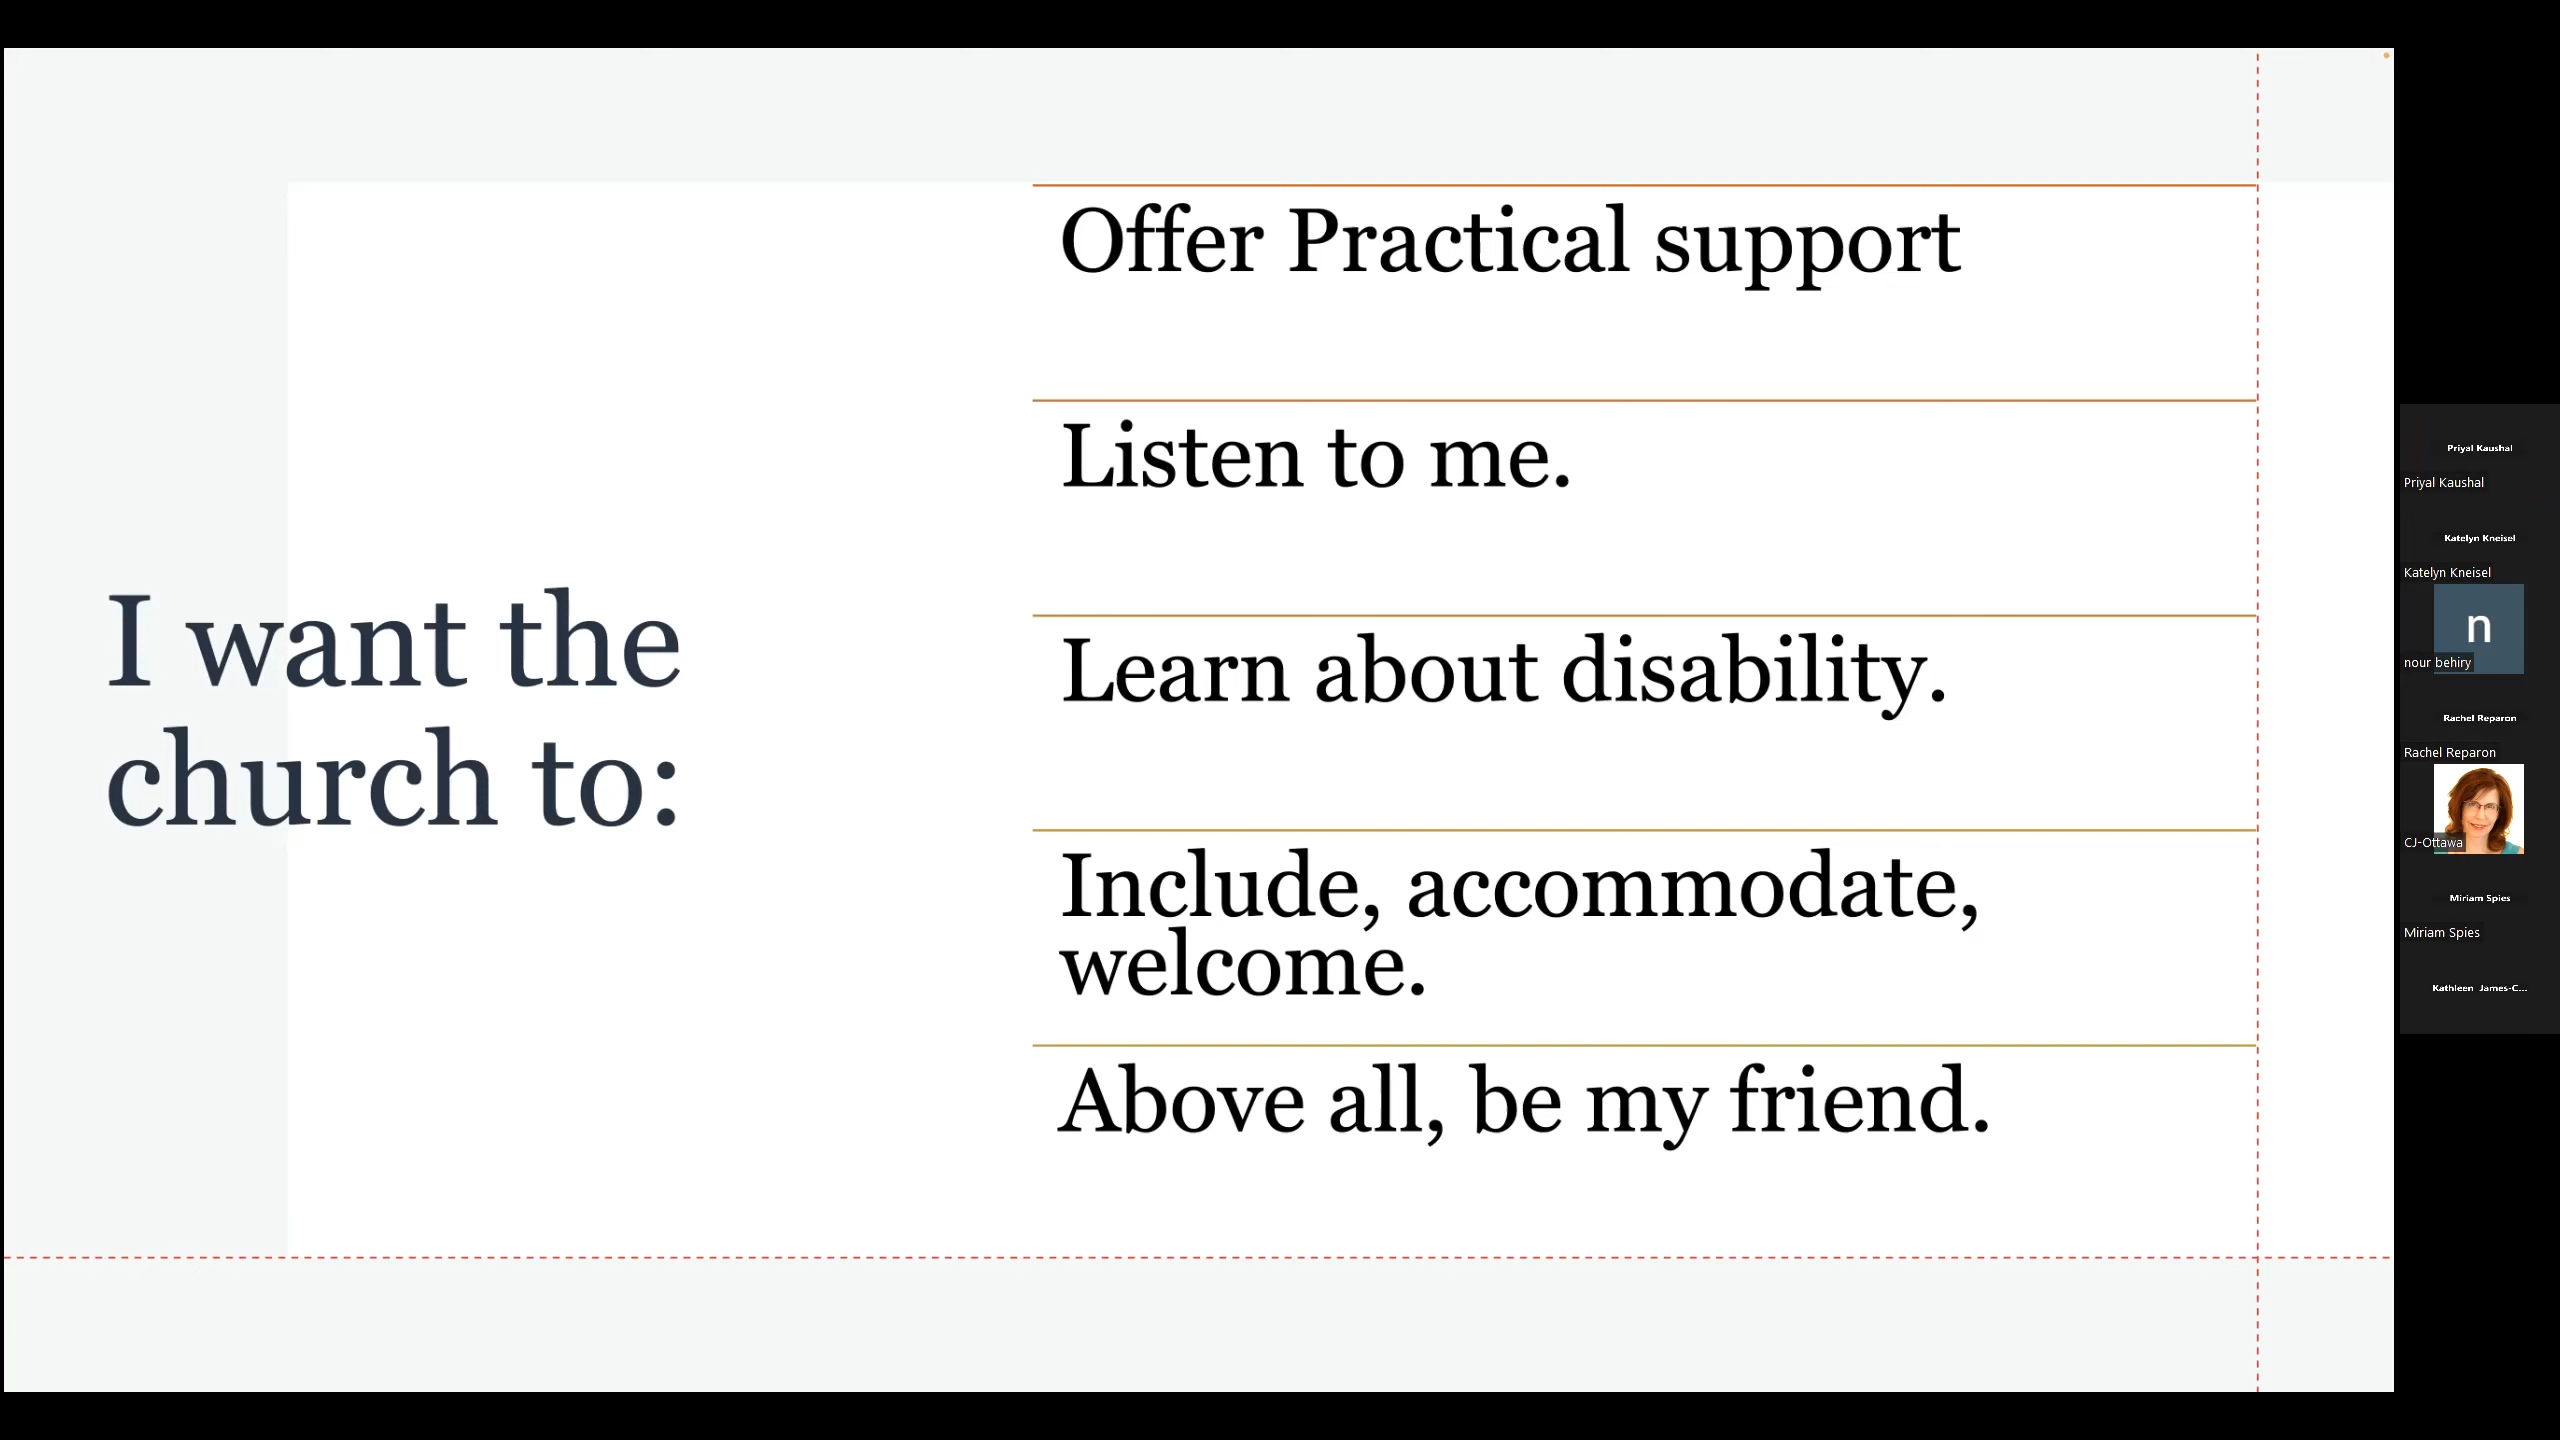 I want the
church to:
Offer Practical support
Listen to me.
Learn about disability.
Include, accommodate,
welcome.
Above all, be my friend.
Priyal Kaushal
Priyal Kaushal
Katelyn Kneisel
Katelyn Kneisel
n
nour behiry
Rachel Reparon
Rachel Reparon
CJ-Ottawa
Miriam Spies
Miriam Spies
Kathleen James-C...